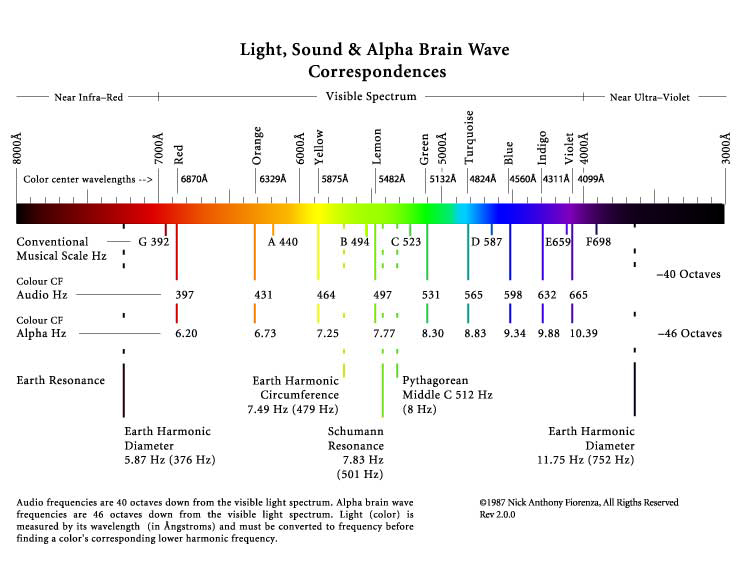 Light, Sound & Alpha Brain Wave
Correspondences
Near Infra-Red
Visible Spectrum
Near Ultra-Violet
8000Å
7000Å
Red
Orange
6000Å
Yellow
Lemon
Green
5000Å
Turquoise
Blue
Indigo
Violet
4000Å
3000Å
Color center wavelengths --> 6870Å 6329Å 5875Å 5482Å 5132Å 4824Å 4560Å 4311Å 4099Å
Conventional
Musical Scale Hz
G 392 A 440 B 494 C 523 D 587 E659 F698
−40 Octaves
Colour CF
Audio Hz 397 431 464 497 531 565 598 632 665
Colour CF
Alpha Hz 6.20 6.73 7.25 7.77 8.30 8.83 9.34 9.88 10.39 −46 Octaves
Earth Resonance
Earth Harmonic
Circumference
7.49 Hz (479 Hz)
Pythagorean
Middle C 512 Hz
(8 Hz)
Earth Harmonic
Diameter
5.87 Hz (376 Hz)
Schumann
Resonance
7.83 Hz
(501 Hz)
Earth Harmonic
Diameter
11.75 Hz (752 Hz)
Audio frequencies are 40 octaves down from the visible light spectrum. Alpha brain wave
frequencies are 46 octaves down from the visible light spectrum. Light (color) is
measured by its wavelength (in Ångstroms) and must be converted to frequency before
finding a color's corresponding lower harmonic frequency.
©1987 Nick Anthony Fiorenza, All Rigths Reserved
Rev 2.0.0